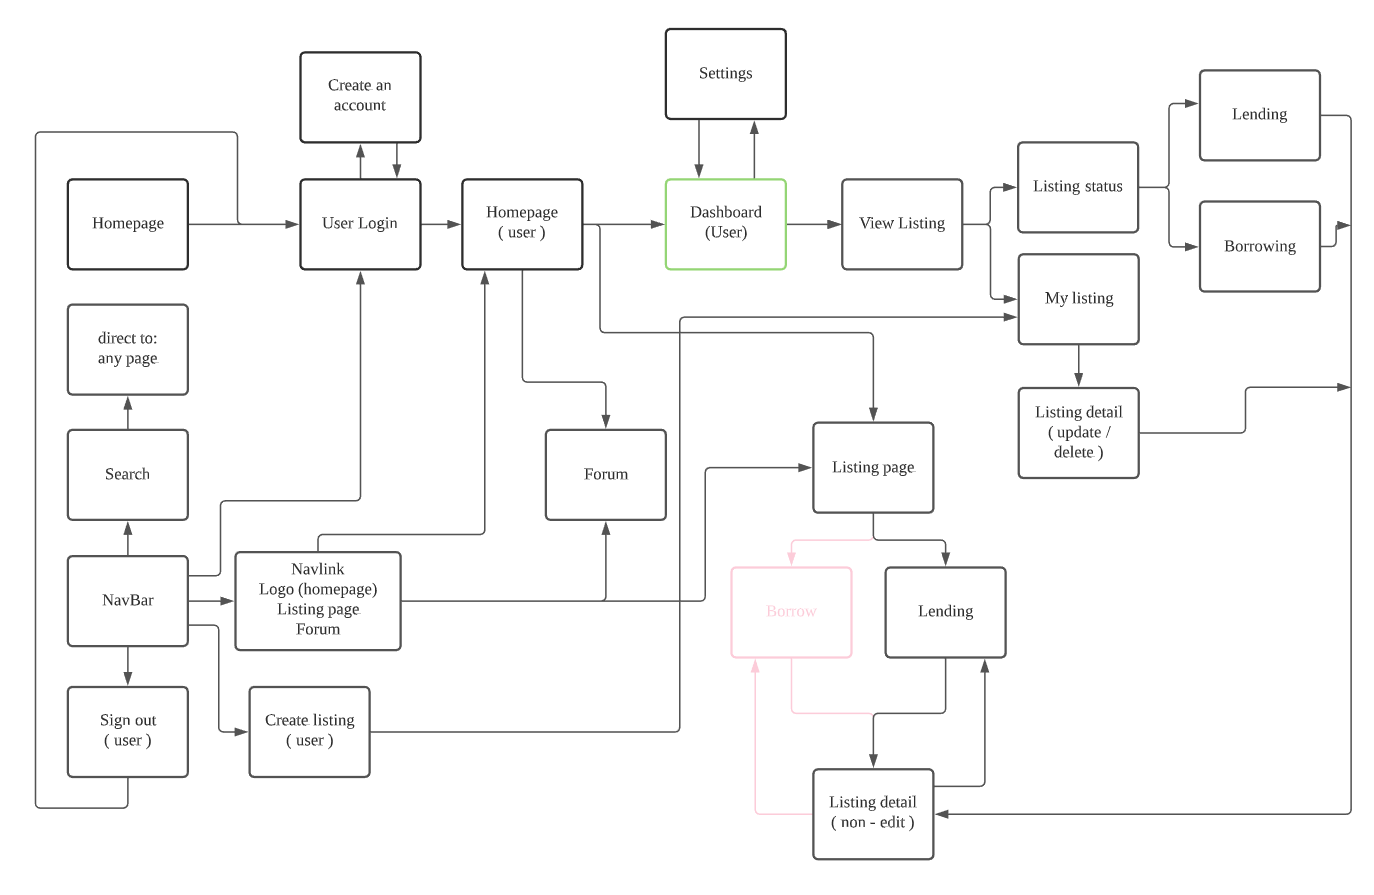 Settings
Create an
account
Lending
Listing status
Homepage
User Login
Homepage
( user )
Dashboard
(User)
View Listing
Borrowing
My listing
direct to:
any page
Listing detail
( update /
delete )
Search
Forum
Listing page
NavBar
Navlink
Logo (homepage)
Listing page
Forum
Borrow
Lending
Sign out
( user )
Create listing
( user )
Listing detail
( non - edit )